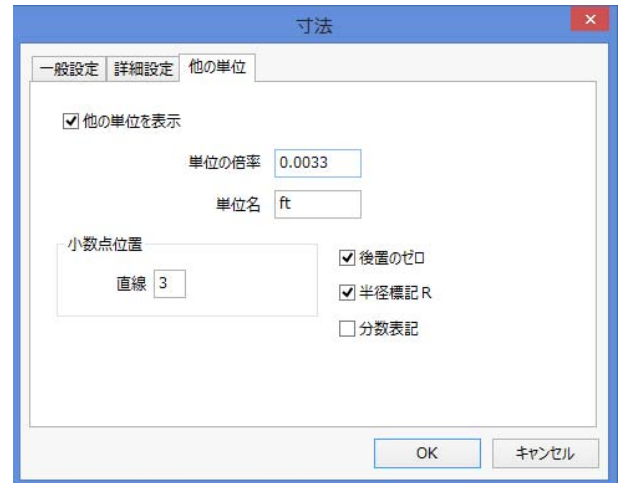 寸法
一般設定 詳細設定 他の単位
他の単位を表示
単位の倍率 0.0033
単位名 ft
小数点位置
直線 3
後置のゼロ
半径標記 R
分数表記
OK キャンセル